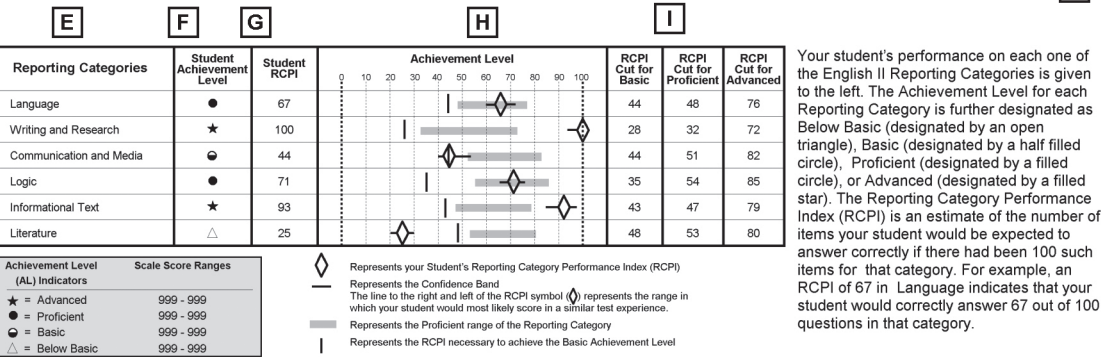 E F G H I
Reporting Categories Student Achievement Level Student RCPI Achievement Level RCPI Cut for Basic RCPI Cut for Proficient RCPI Cut for Advanced
0 10 20 30 40 50 60 70 80 90 100
Language ● 67 44 48 76
Writing and Research ★ 100 28 32 72
Communication and Media ◒ 44 44 51 82
Logic ● 71 35 54 85
Informational Text ★ 93 43 47 79
Literature △ 25 48 53 80
Achievement Level Scale Score Ranges
(AL) Indicators
★ = Advanced 999 - 999
● = Proficient 999 - 999
◒ = Basic 999 - 999
△ = Below Basic 999 - 999
Represents your Student's Reporting Category Performance Index (RCPI)
Represents the Confidence Band
The line to the right and left of the RCPI symbol (◊) represents the range in
which your student would most likely score in a similar test experience.
Represents the Proficient range of the Reporting Category
Represents the RCPI necessary to achieve the Basic Achievement Level
Your student's performance on each one of
the English II Reporting Categories is given
to the left. The Achievement Level for each
Reporting Category is further designated as
Below Basic (designated by an open
triangle), Basic (designated by a half filled
circle), Proficient (designated by a filled
circle), or Advanced (designated by a filled
star). The Reporting Category Performance
Index (RCPI) is an estimate of the number of
items your student would be expected to
answer correctly if there had been 100 such
items for that category. For example, an
RCPI of 67 in Language indicates that your
student would correctly answer 67 out of 100
questions in that category.